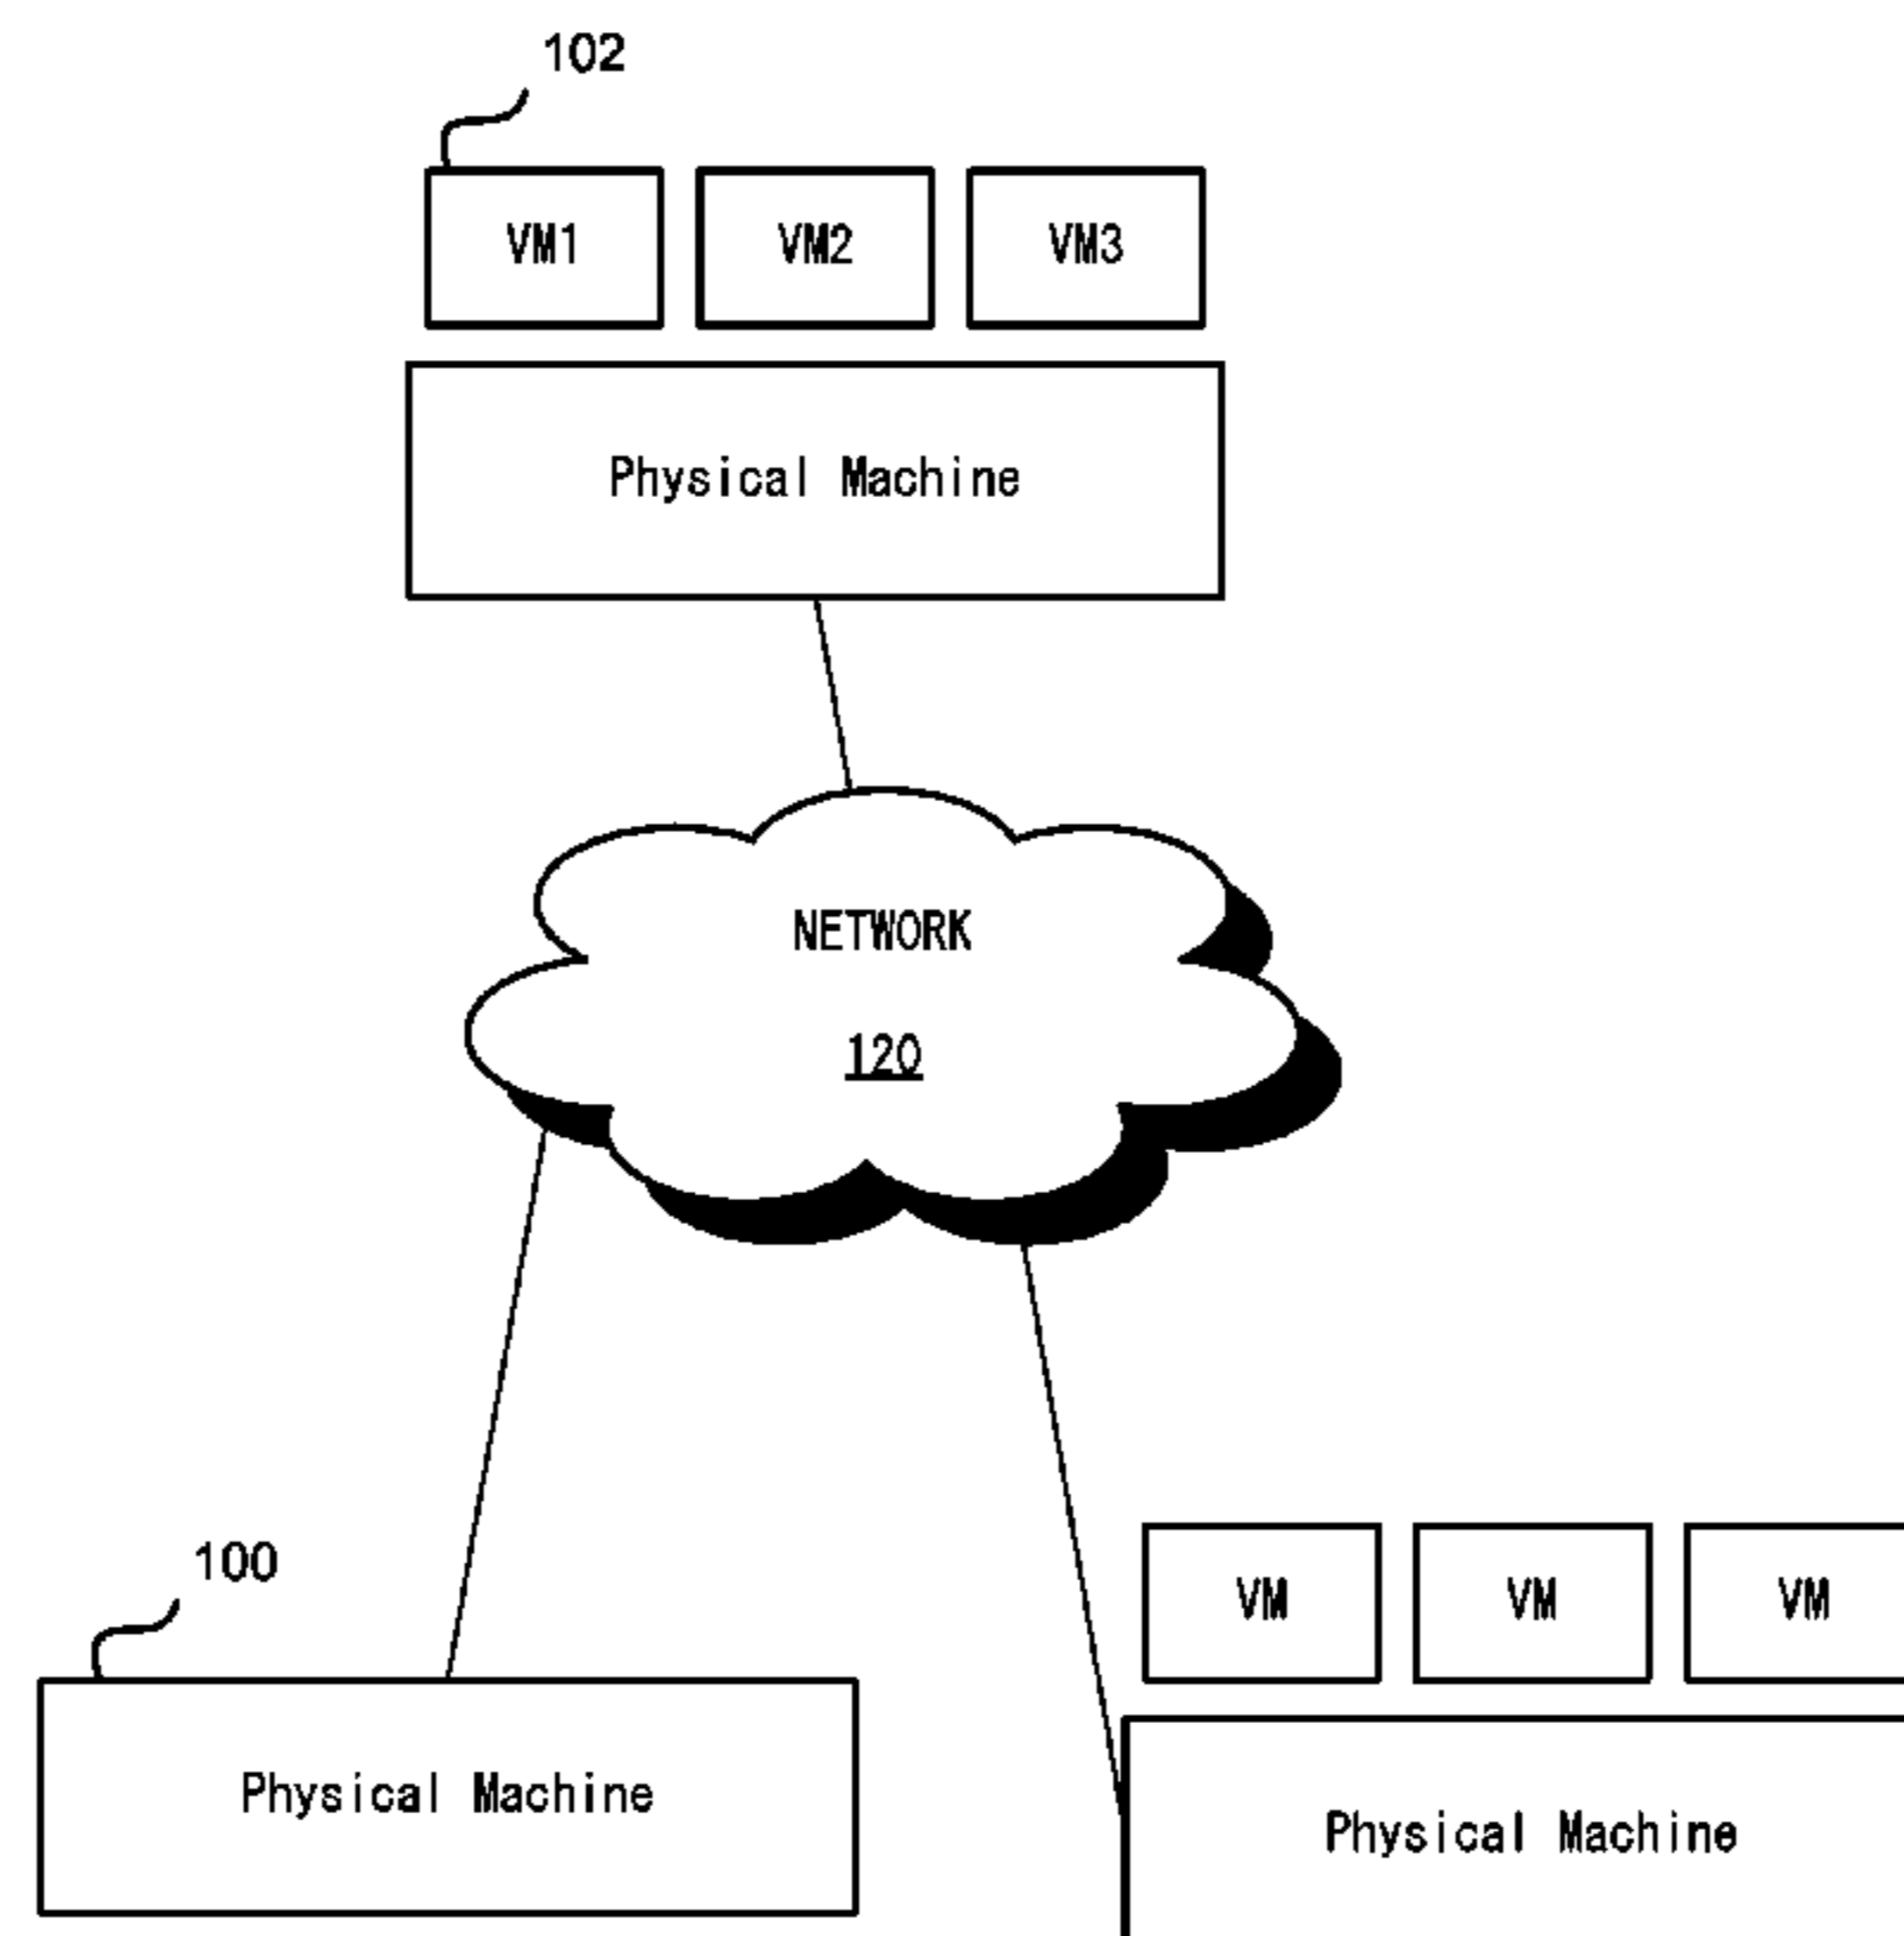 102
VM1 VM2 VM3
Physical Machine
NETWORK
120
100
VM VM VM
Physical Machine
Physical Machine